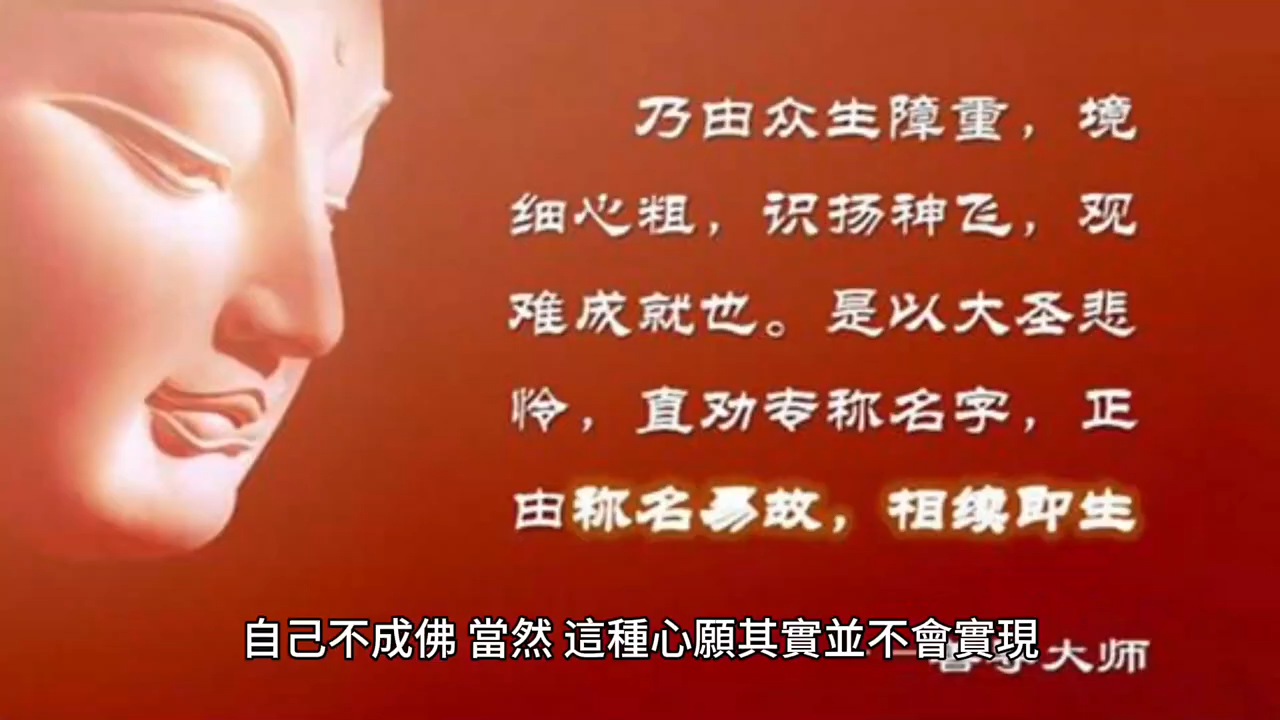 乃由众生障重，境
细心粗，识扬神飞，观
难成就也。是以大圣悲
怜，直劝专称名字，正
由称名易故，相续即生
自己不成佛 當然 這種心願其實並不會實現
大师